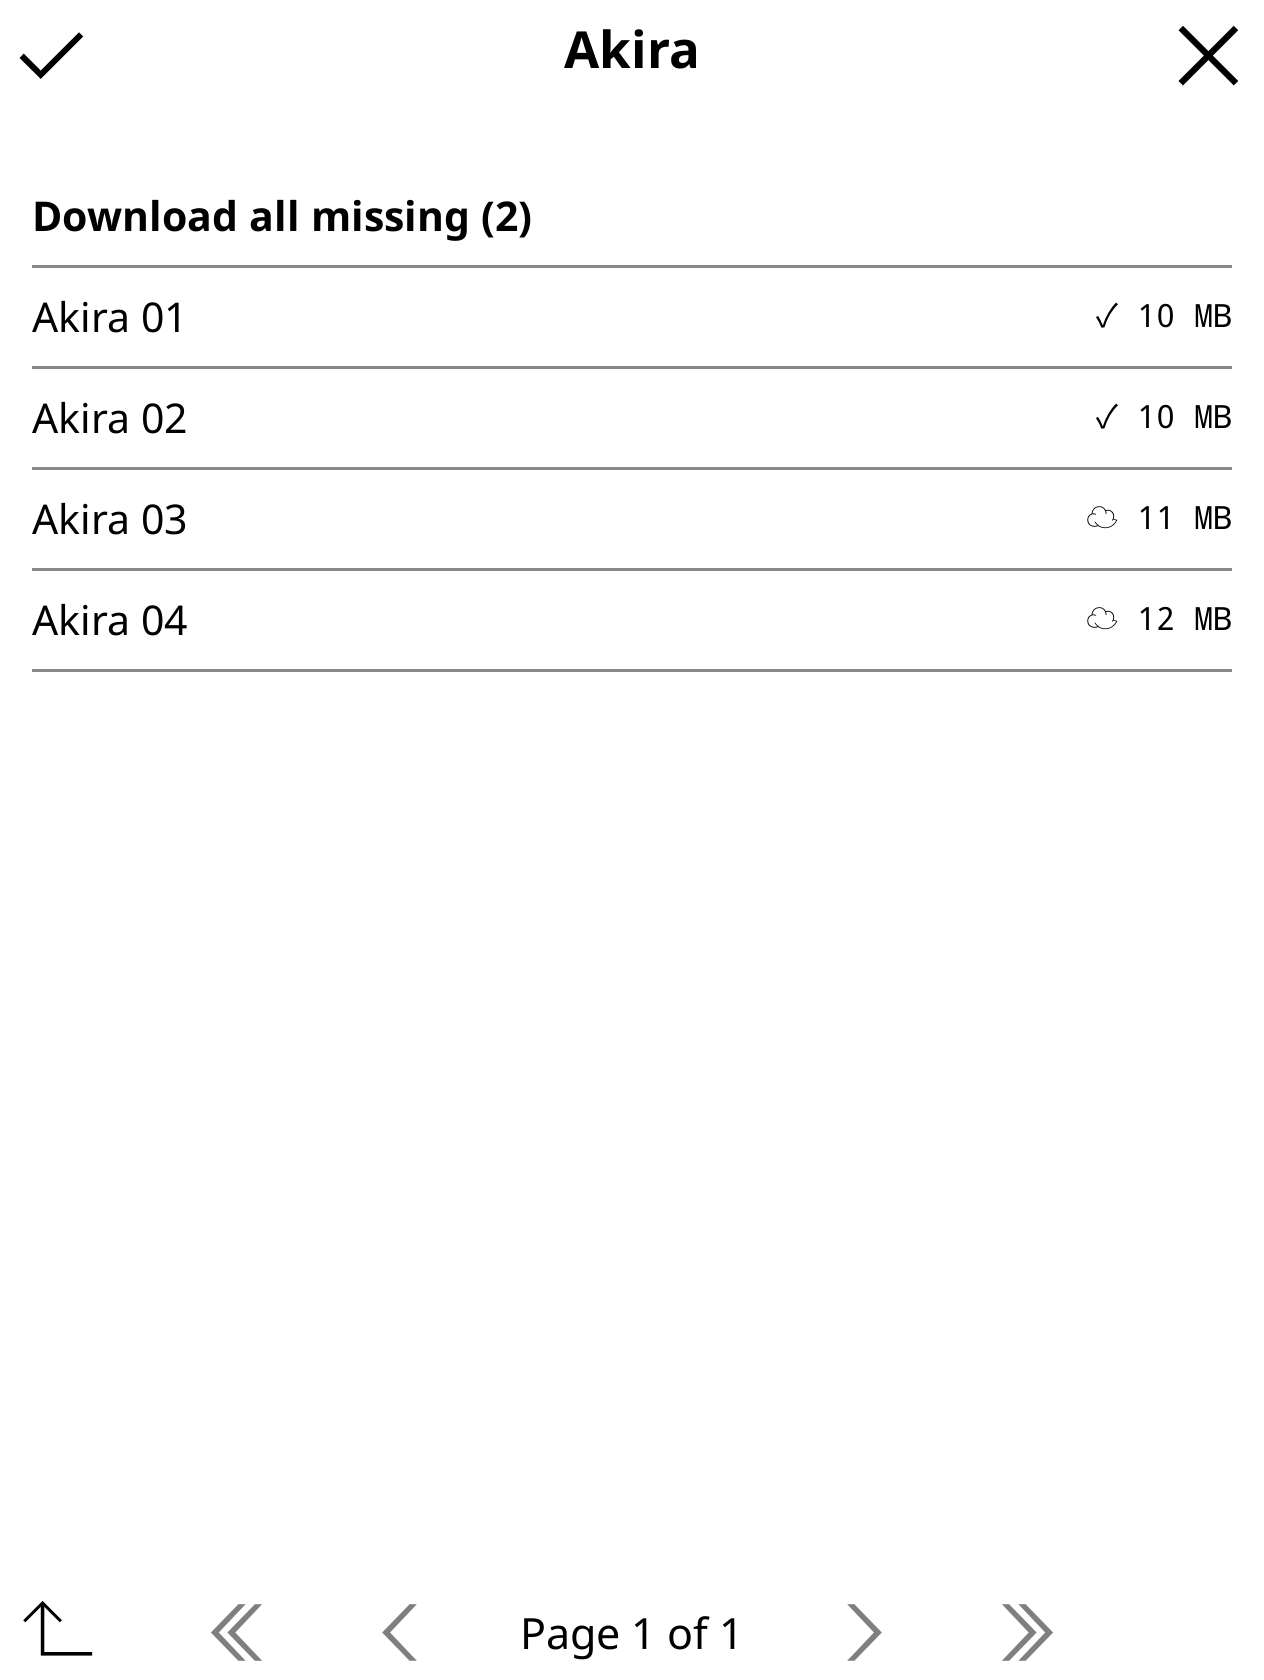 Akira
Download all missing (2)
Akira 01 ✓ 10 MB
Akira 02 ✓ 10 MB
Akira 03 11 MB
Akira 04 12 MB
Page 1 of 1